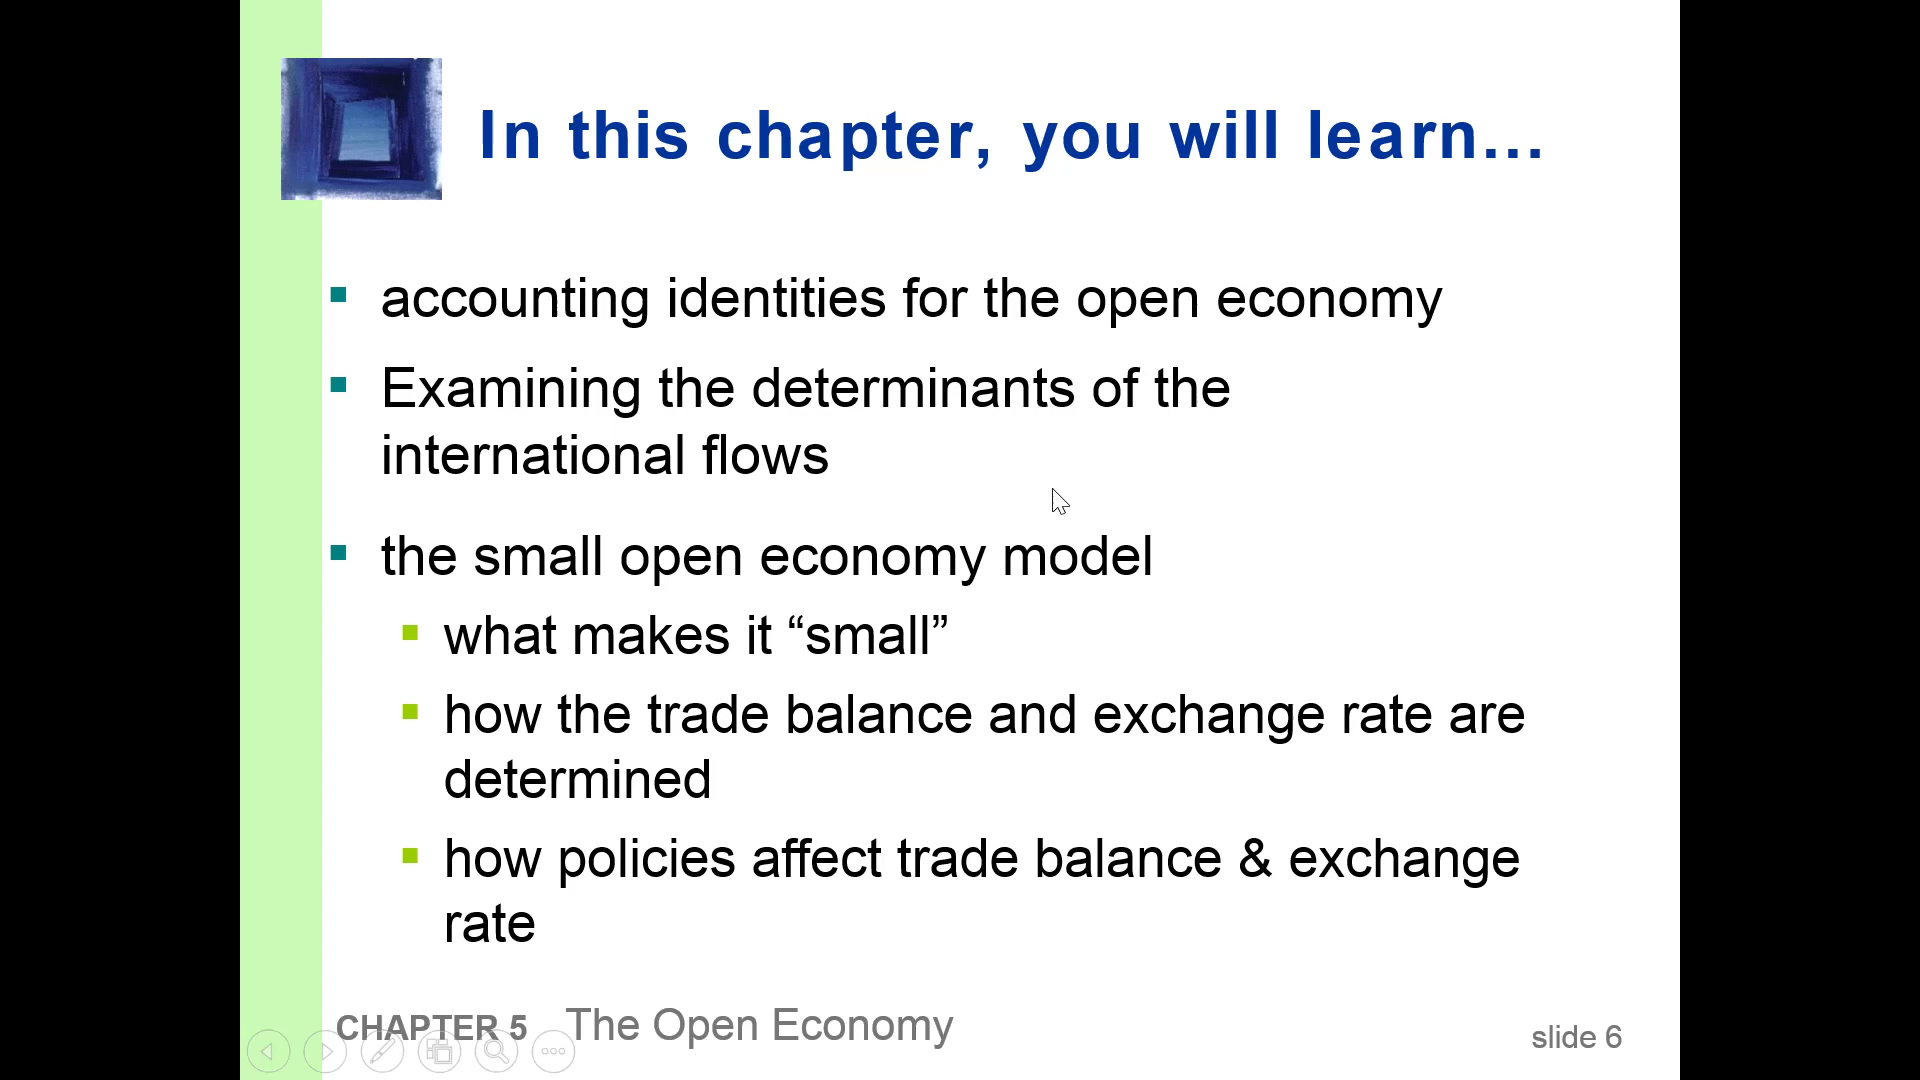 In this chapter, you will learn…
accounting identities for the open economy
Examining the determinants of the
international flows
the small open economy model
what makes it “small”
how the trade balance and exchange rate are
determined
how policies affect trade balance & exchange
rate
CHAPTER 5 The Open Economy
slide 6